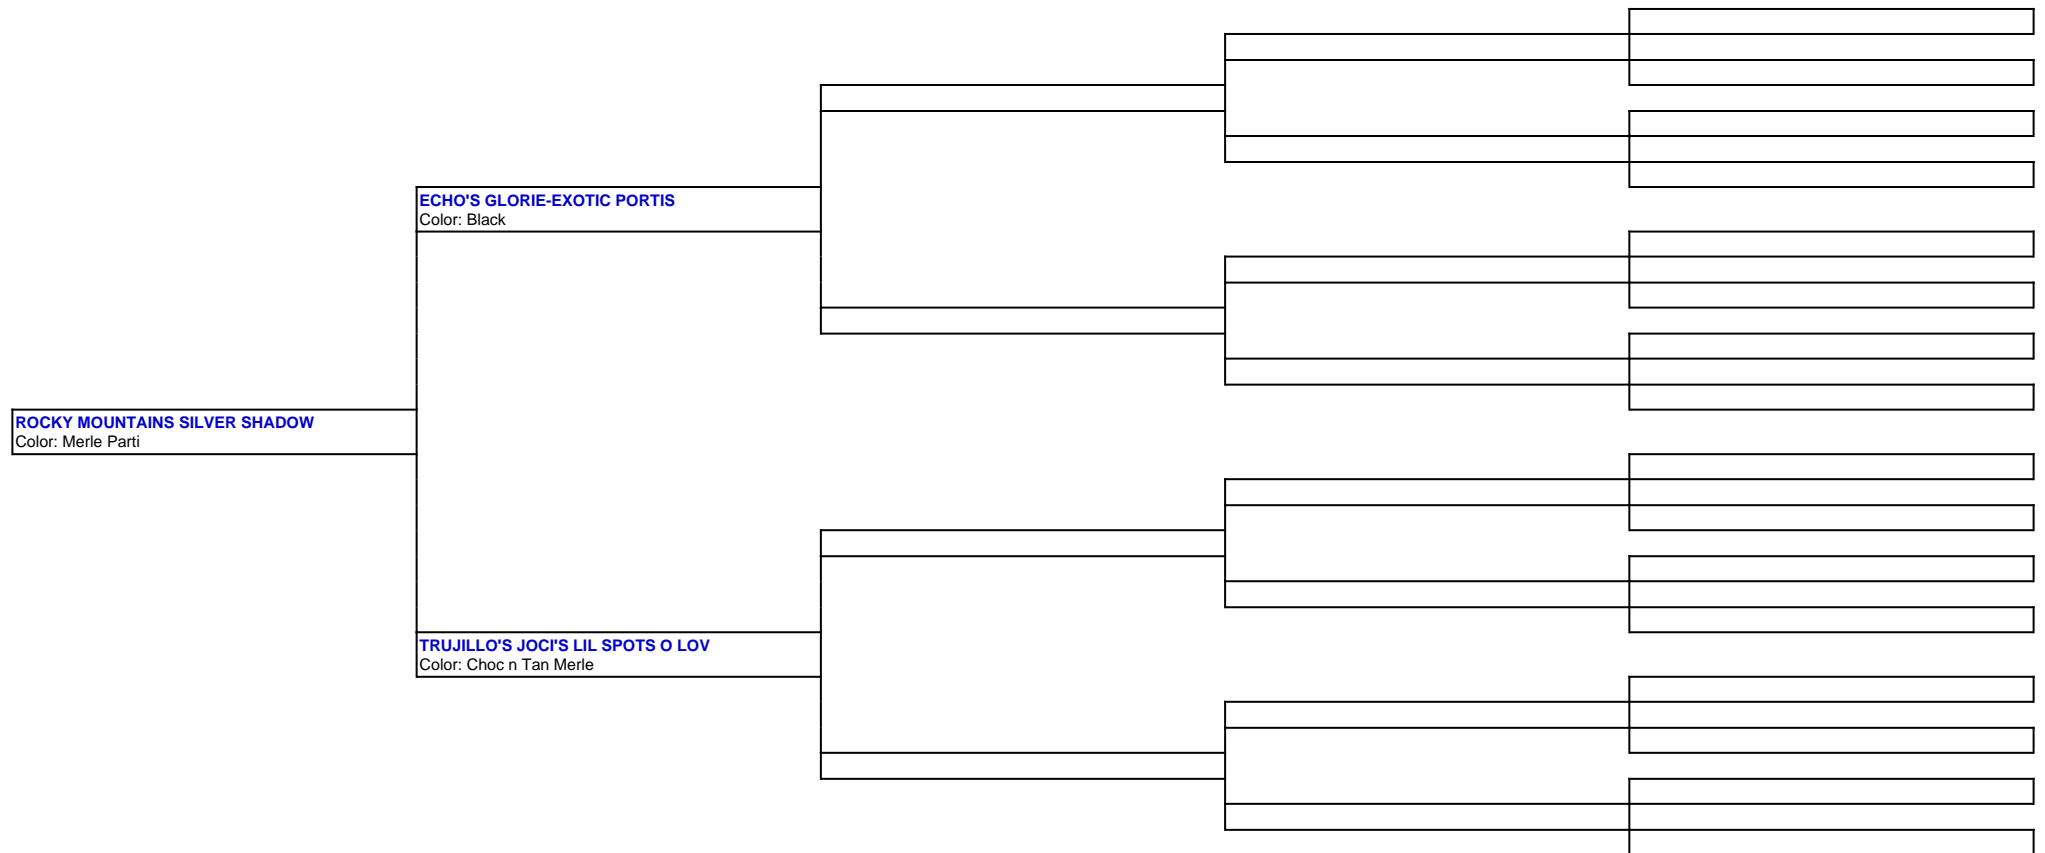 ECHO'S GLORIE-EXOTIC PORTIS
Color: Black
ROCKY MOUNTAINS SILVER SHADOW
Color: Merle Parti
TRUJILLO'S JOCI'S LIL SPOTS O LOV
Color: Choc n Tan Merle